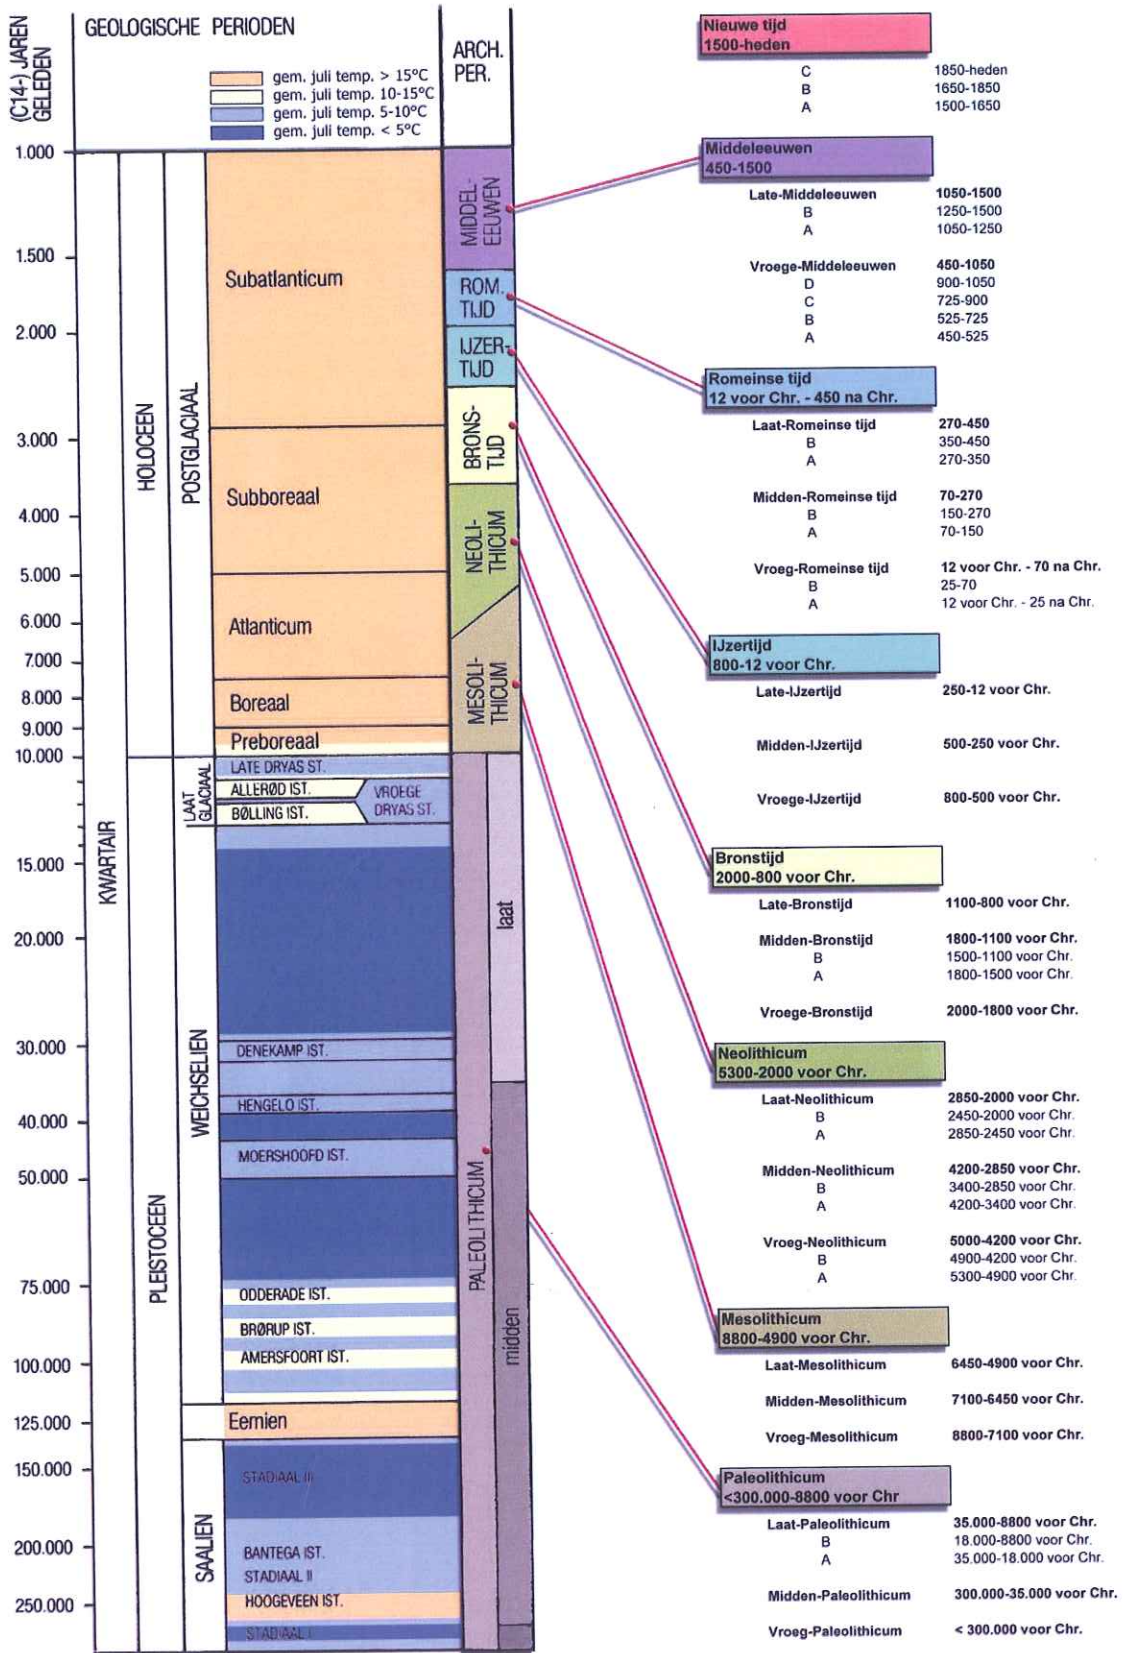 (C14-) JAREN
GELEDEN
GEOLOGISCHE PERIODEN
gem. juli temp. > 15°C
gem. juli temp. 10-15°C
gem. juli temp. 5-10°C
gem. juli temp. < 5°C
ARCH.
PER.
1.000
1.500
2.000
3.000
4.000
5.000
6.000
7.000
8.000
9.000
10.000
15.000
20.000
30.000
40.000
50.000
75.000
100.000
125.000
150.000
200.000
250.000
KWARTAIR
HOLOCEEN
PLEISTOCEEN
POSTGLACIAAL
LAAT
GLACIAAL
WEICHSELIEN
SAALIEN
Subatlanticum
Subboreaal
Atlanticum
Boreaal
Preboreaal
LATE DRYAS ST.
ALLERØD IST.
VROEGE
DRYAS ST.
BØLLING IST.
DENEKAMP IST.
HENGELO IST.
MOERSHOOFD IST.
ODDERADE IST.
BRØRUP IST.
AMERSFOORT IST.
Eemien
STADIAAL III
BANTEGA IST.
STADIAAL II
HOOGEVEEN IST.
STADIAAL I
MIDDEL-
EEUWEN
ROM.
TIJD
IJZER-
TIJD
BRONS-
TIJD
NEOLI-
THICUM
MESOLI-
THICUM
PALEOLITHICUM
laat
midden
Nieuwe tijd
1500-heden
C 1850-heden
B 1650-1850
A 1500-1650
Middeleeuwen
450-1500
Late-Middeleeuwen 1050-1500
B 1250-1500
A 1050-1250
Vroege-Middeleeuwen 450-1050
D 900-1050
C 725-900
B 525-725
A 450-525
Romeinse tijd
12 voor Chr. - 450 na Chr.
Laat-Romeinse tijd 270-450
B 350-450
A 270-350
Midden-Romeinse tijd 70-270
B 150-270
A 70-150
Vroeg-Romeinse tijd 12 voor Chr. - 70 na Chr.
B 25-70
A 12 voor Chr. - 25 na Chr.
IJzertijd
800-12 voor Chr.
Late-IJzertijd 250-12 voor Chr.
Midden-IJzertijd 500-250 voor Chr.
Vroege-IJzertijd 800-500 voor Chr.
Bronstijd
2000-800 voor Chr.
Late-Bronstijd 1100-800 voor Chr.
Midden-Bronstijd 1800-1100 voor Chr.
B 1500-1100 voor Chr.
A 1800-1500 voor Chr.
Vroege-Bronstijd 2000-1800 voor Chr.
Neolithicum
5300-2000 voor Chr.
Laat-Neolithicum 2850-2000 voor Chr.
B 2450-2000 voor Chr.
A 2850-2450 voor Chr.
Midden-Neolithicum 4200-2850 voor Chr.
B 3400-2850 voor Chr.
A 4200-3400 voor Chr.
Vroeg-Neolithicum 5000-4200 voor Chr.
B 4900-4200 voor Chr.
A 5300-4900 voor Chr.
Mesolithicum
8800-4900 voor Chr.
Laat-Mesolithicum 6450-4900 voor Chr.
Midden-Mesolithicum 7100-6450 voor Chr.
Vroeg-Mesolithicum 8800-7100 voor Chr.
Paleolithicum
<300.000-8800 voor Chr
Laat-Paleolithicum 35.000-8800 voor Chr.
B 18.000-8800 voor Chr.
A 35.000-18.000 voor Chr.
Midden-Paleolithicum 300.000-35.000 voor Chr.
Vroeg-Paleolithicum < 300.000 voor Chr.